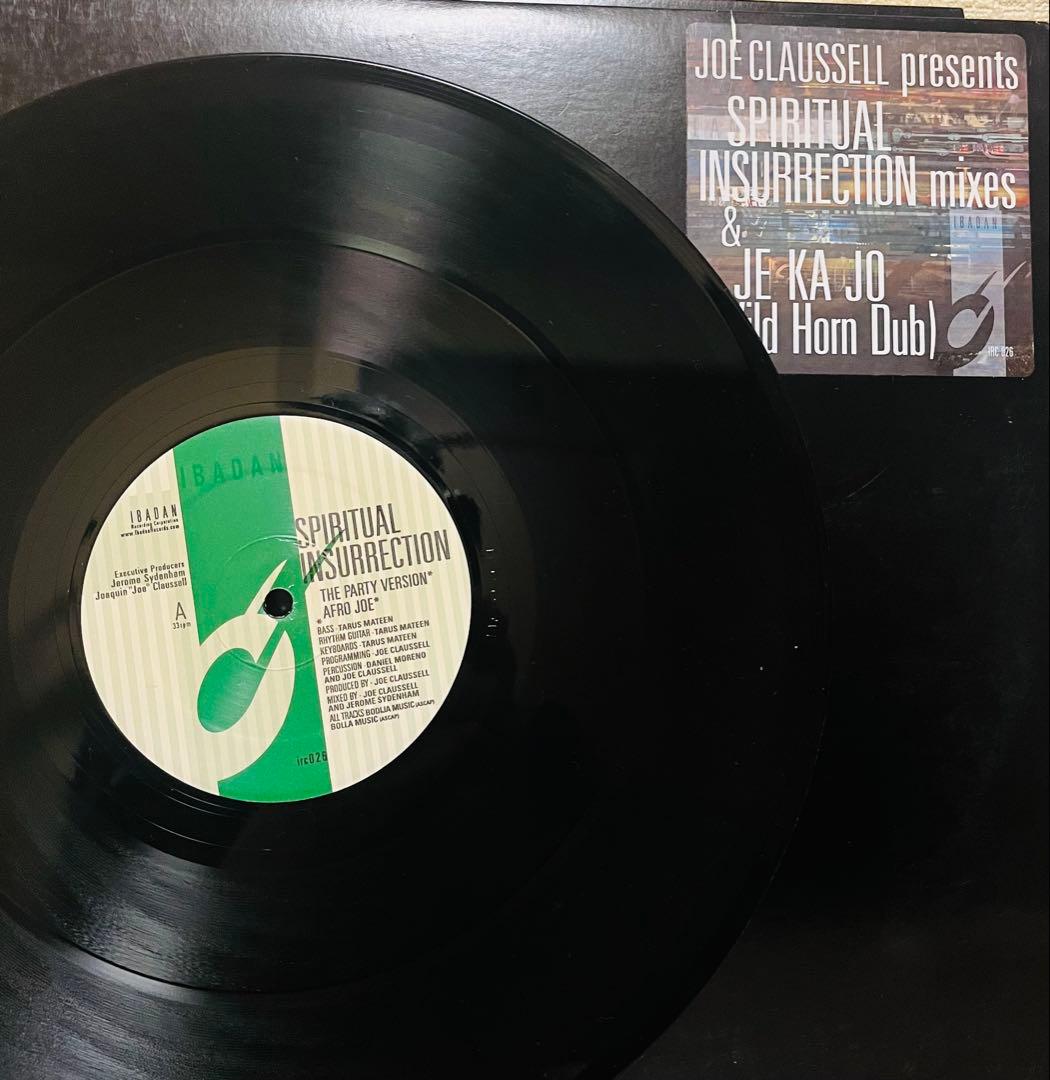 JOE CLAUSSELL presents
SPIRITUAL
INSURRECTION mixes
&
JE KA JO
ild Horn Dub)
IBADAN
IRC 026
IBADAN
IBADAN
Recording Corporation
www.IbadanRecords.com
Executive Producers
Jerome Sydenham
Joaquin "Joe" Claussell
A
33rpm
SPIRITUAL
INSURRECTION
THE PARTY VERSION*
AFRO JOE*
*
BASS - TARUS MATEEN
RHYTHM GUITAR - TARUS MATEEN
KEYBOARDS - TARUS MATEEN
PROGRAMMING - JOE CLAUSSELL
PERCUSSION - DANIEL MORENO
AND JOE CLAUSSELL
PRODUCED BY - JOE CLAUSSELL
MIXED BY - JOE CLAUSSELL
AND JEROME SYDENHAM
ALL TRACKS BODLIA MUSIC (ASCAP)
BOLLA MUSIC (ASCAP)
irc026